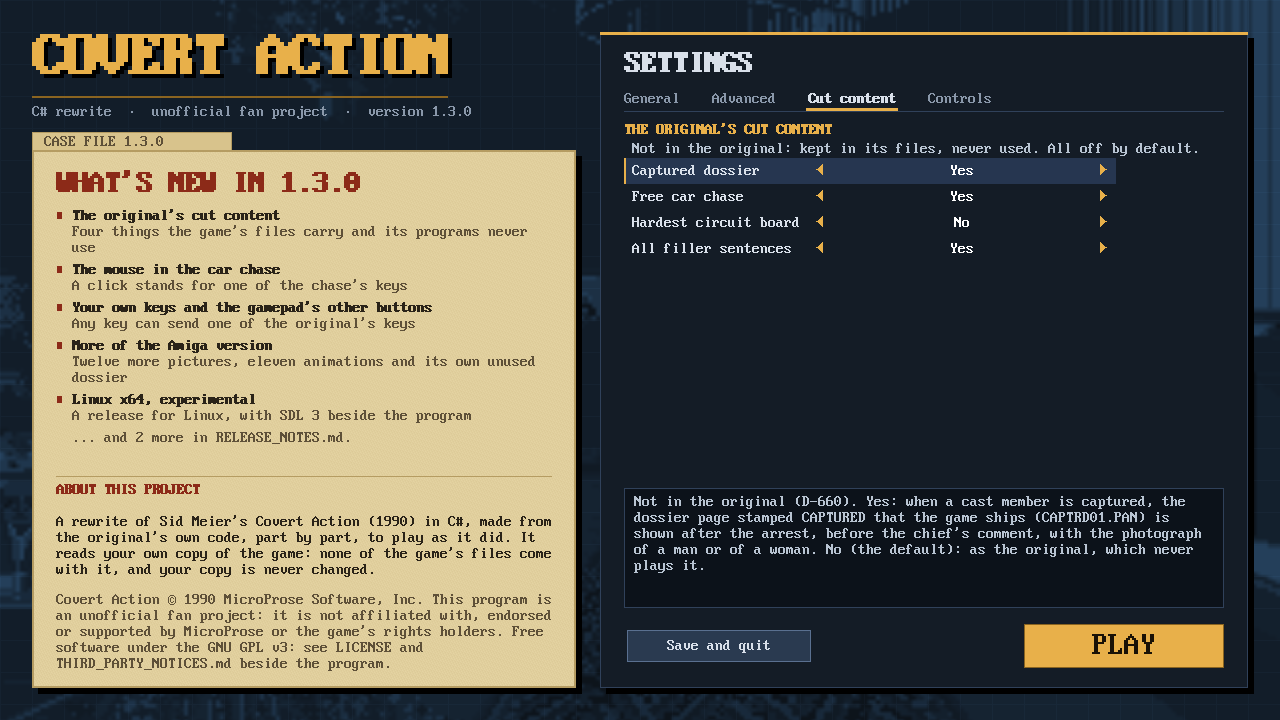 COVERT ACTION
C# rewrite · unofficial fan project · version 1.3.0
CASE FILE 1.3.0
WHAT'S NEW IN 1.3.0
The original's cut content
Four things the game's files carry and its programs never
use
The mouse in the car chase
A click stands for one of the chase's keys
Your own keys and the gamepad's other buttons
Any key can send one of the original's keys
More of the Amiga version
Twelve more pictures, eleven animations and its own unused
dossier
Linux x64, experimental
A release for Linux, with SDL 3 beside the program
... and 2 more in RELEASE_NOTES.md.
ABOUT THIS PROJECT
A rewrite of Sid Meier's Covert Action (1990) in C#, made from
the original's own code, part by part, to play as it did. It
reads your own copy of the game: none of the game's files come
with it, and your copy is never changed.
Covert Action © 1990 MicroProse Software, Inc. This program is
an unofficial fan project: it is not affiliated with, endorsed
or supported by MicroProse or the game's rights holders. Free
software under the GNU GPL v3: see LICENSE and
THIRD_PARTY_NOTICES.md beside the program.
SETTINGS
General Advanced Cut content Controls
THE ORIGINAL'S CUT CONTENT
Not in the original: kept in its files, never used. All off by default.
Captured dossier Yes
Free car chase Yes
Hardest circuit board No
All filler sentences Yes
Not in the original (D-660). Yes: when a cast member is captured, the
dossier page stamped CAPTURED that the game ships (CAPTRD01.PAN) is
shown after the arrest, before the chief's comment, with the photograph
of a man or of a woman. No (the default): as the original, which never
plays it.
Save and quit
PLAY